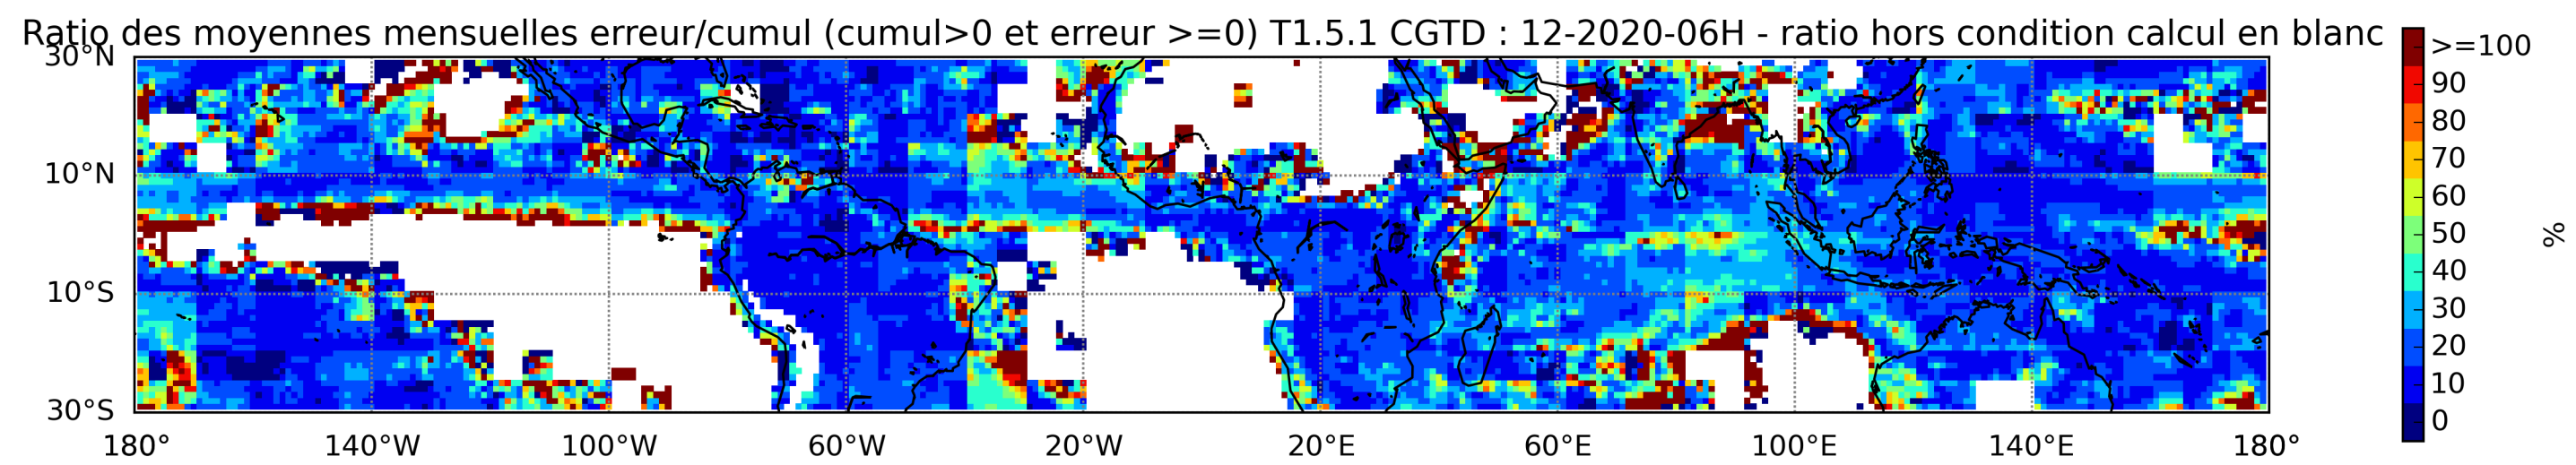 Ratio des moyennes mensuelles erreur/cumul (cumul>0 et erreur >=0) T1.5.1 CGTD : 12-2020-06H - ratio hors condition calcul en blanc
30°N
10°N
10°S
30°S
180° 140°W 100°W 60°W 20°W 20°E 60°E 100°E 140°E 180°
>=100
90
80
70
60
50
40
30
20
10
0
%